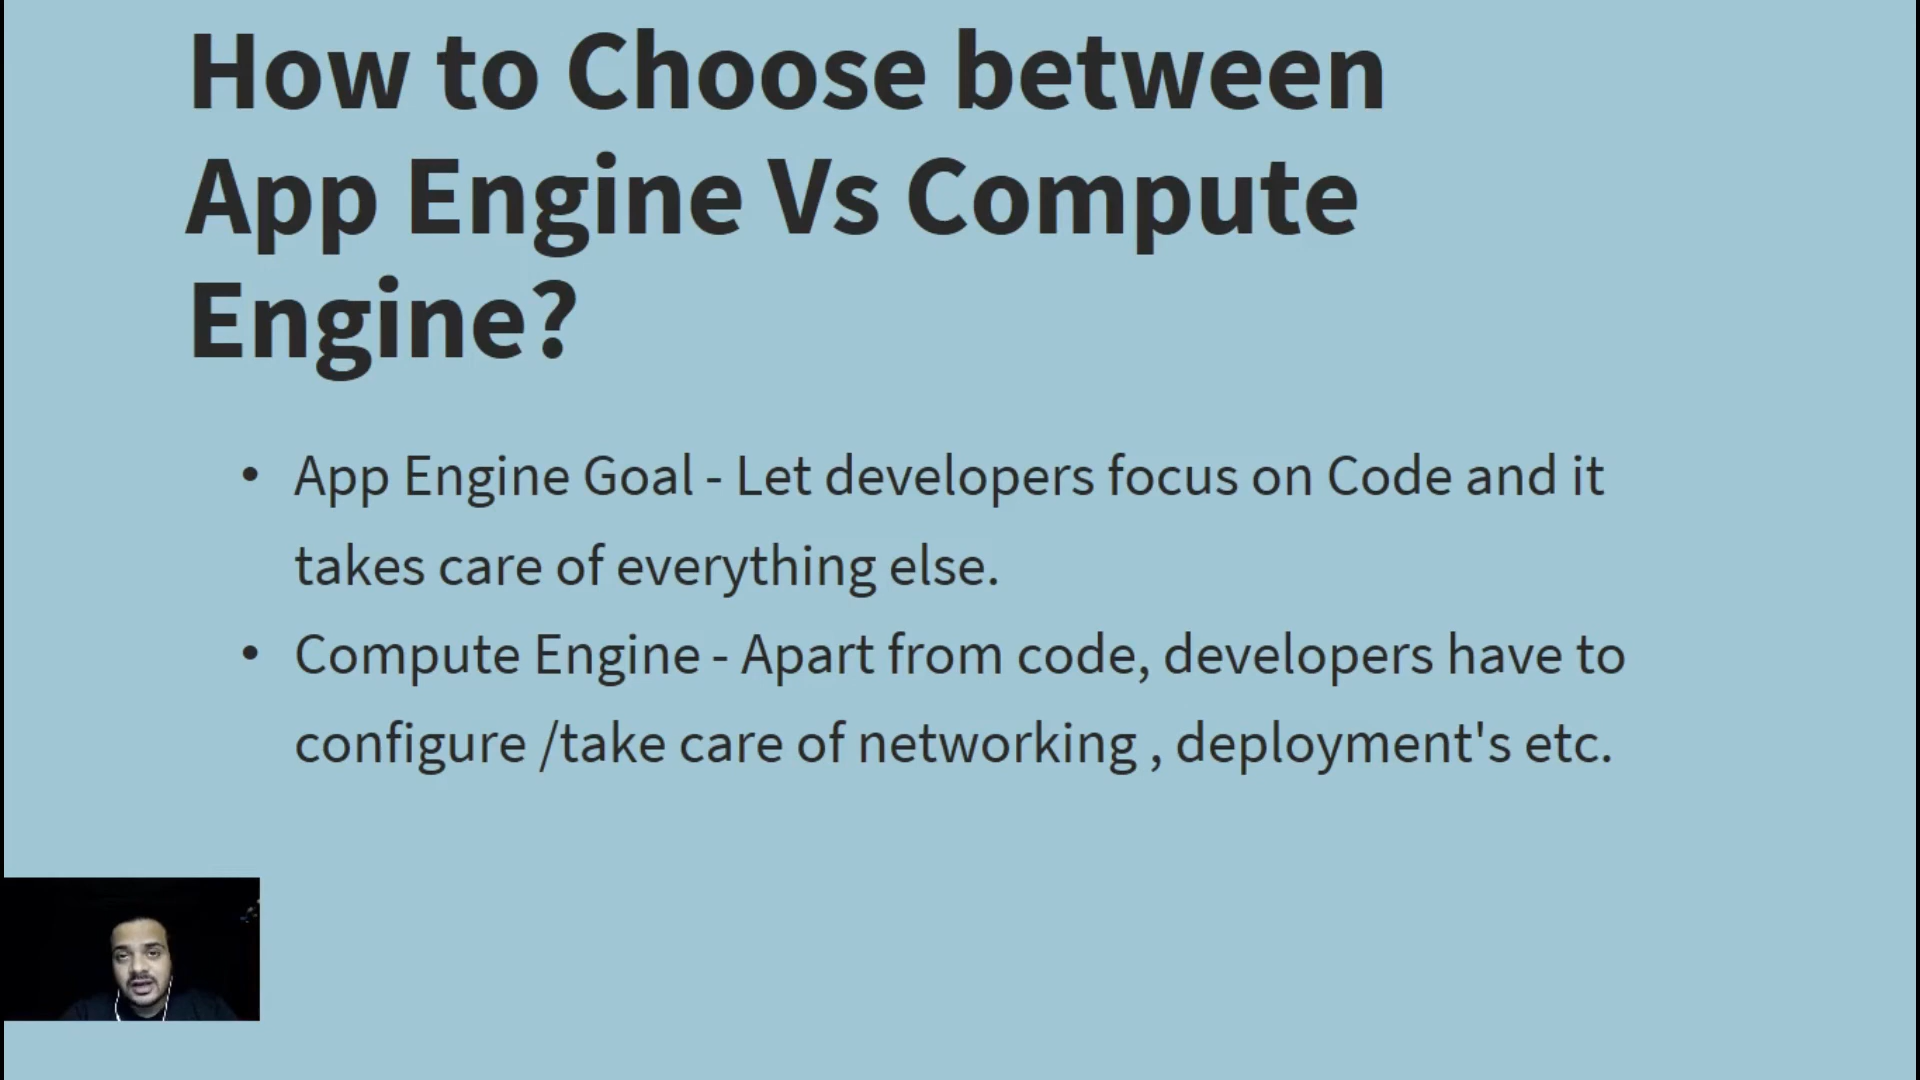 How to Choose between
App Engine Vs Compute
Engine?
• App Engine Goal - Let developers focus on Code and it
takes care of everything else.
• Compute Engine - Apart from code, developers have to
configure /take care of networking , deployment's etc.